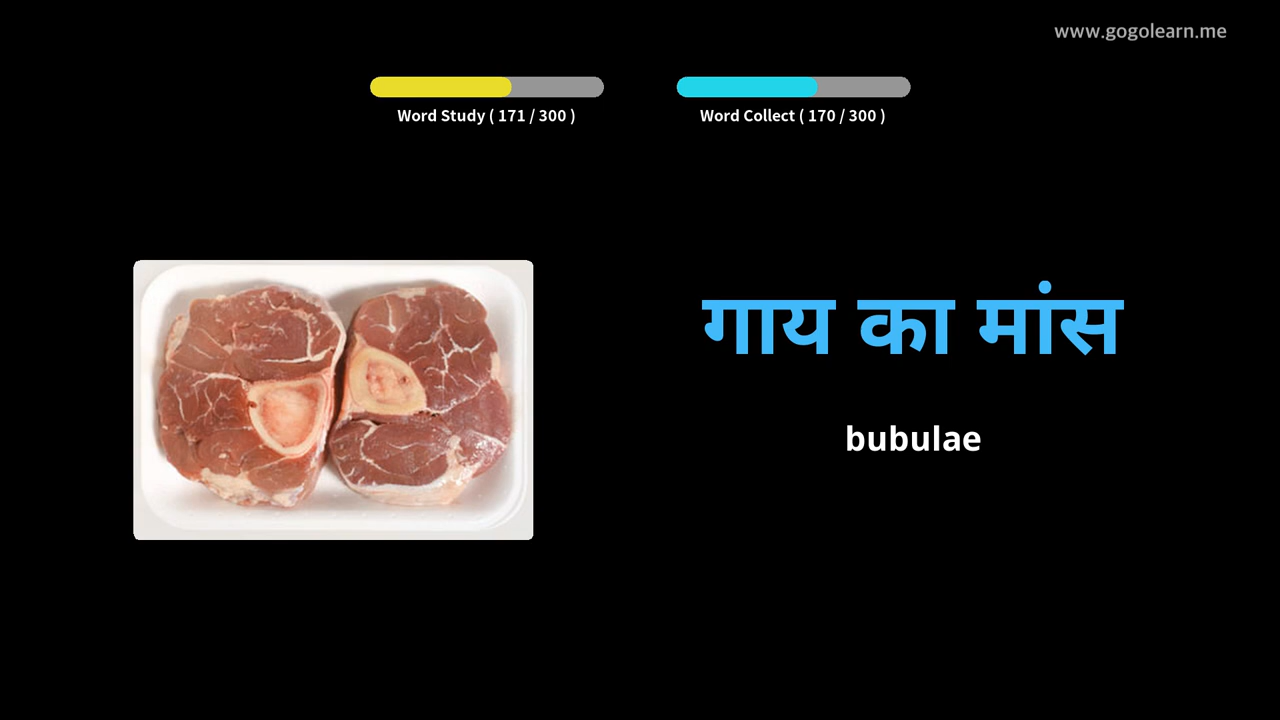 www.gogolearn.me
Word Study ( 171 / 300 )
Word Collect ( 170 / 300 )
गाय का मांस
bubulae